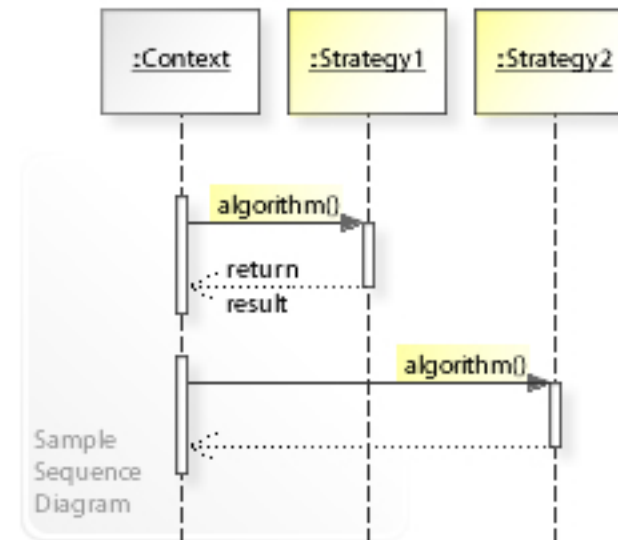 :Context
:Strategy1
:Strategy2
algorithm()
return
result
algorithm()
Sample
Sequence
Diagram